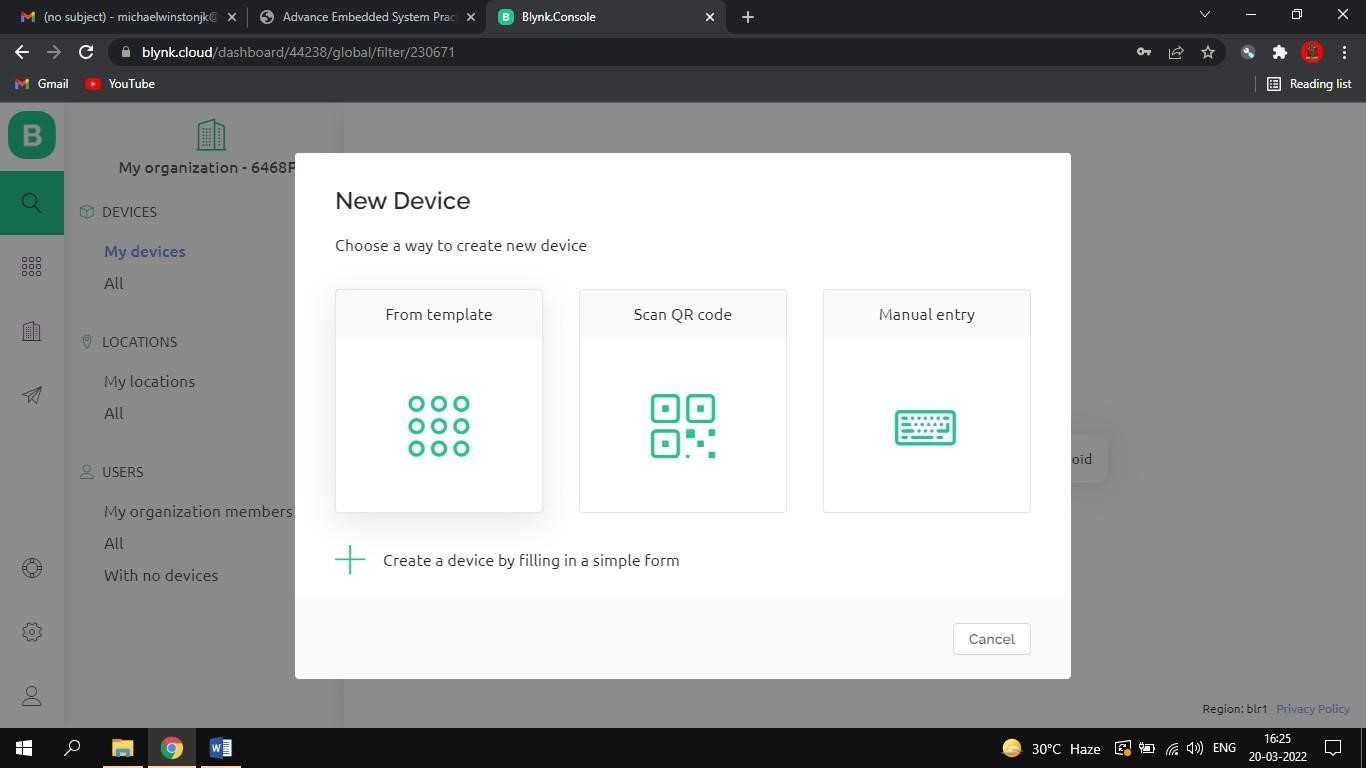 (no subject) - michaelwinstonjk@
Advance Embedded System Prac
Blynk.Console
blynk.cloud/dashboard/44238/global/filter/230671
Gmail
YouTube
Reading list
B
My organization - 6468
DEVICES
My devices
All
LOCATIONS
My locations
All
USERS
My organization members
All
With no devices
New Device
Choose a way to create new device
From template
Scan QR code
Manual entry
Create a device by filling in a simple form
Cancel
oid
Region: blr1 Privacy Policy
30°C Haze
ENG
16:25
20-03-2022